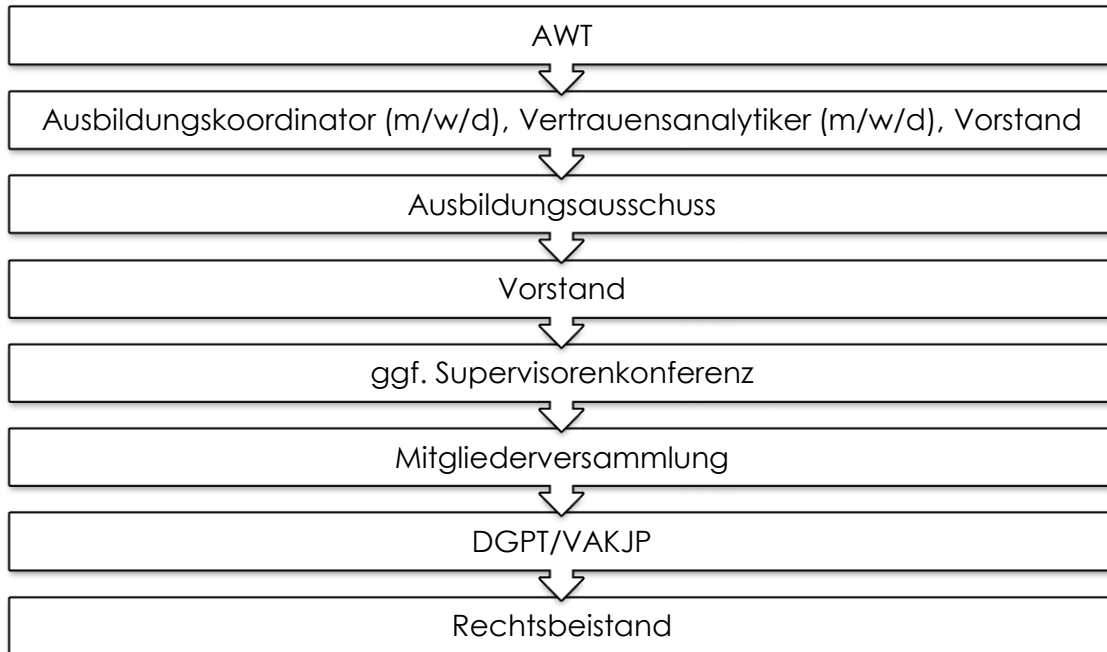 AWT
Ausbildungskoordinator (m/w/d), Vertrauensanalytiker (m/w/d), Vorstand
Ausbildungsausschuss
Vorstand
ggf. Supervisorenkonferenz
Mitgliederversammlung
DGPT/VAKJP
Rechtsbeistand